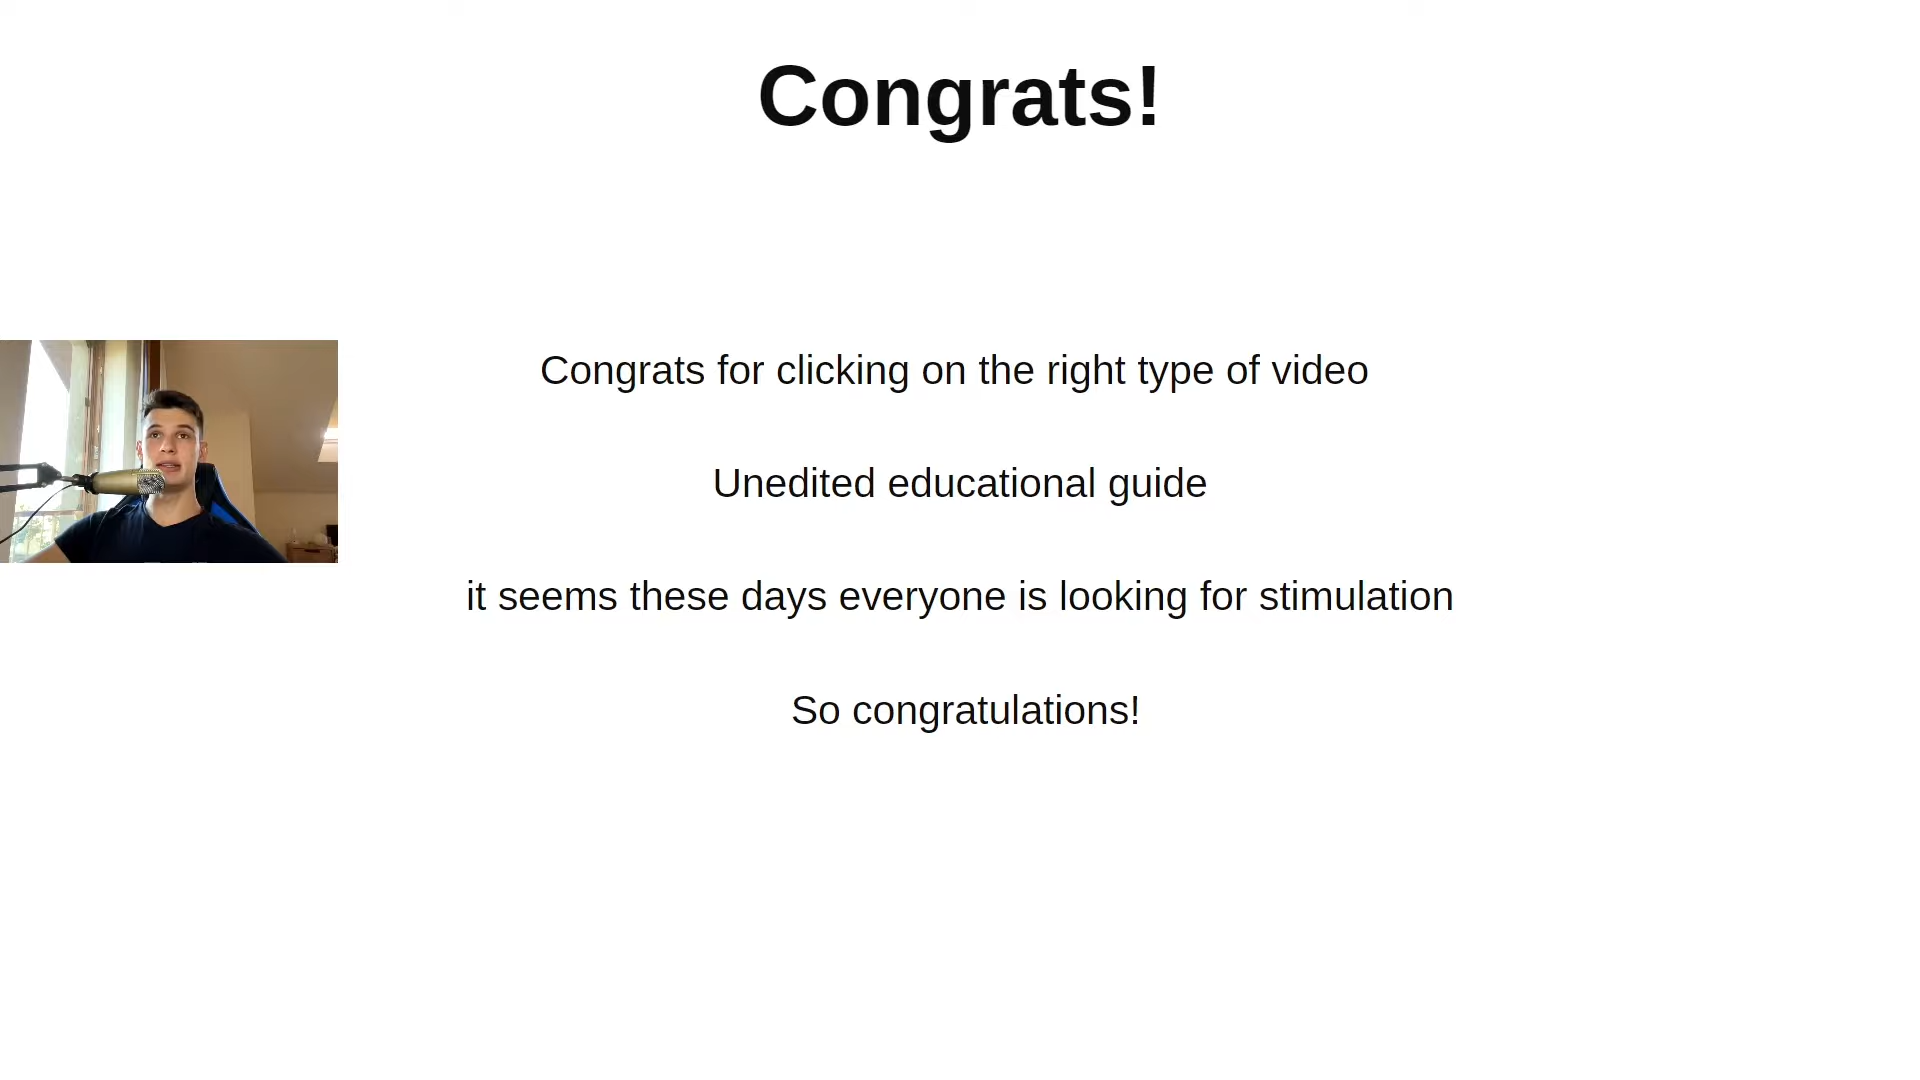 Congrats!
Congrats for clicking on the right type of video
Unedited educational guide
it seems these days everyone is looking for stimulation
So congratulations!